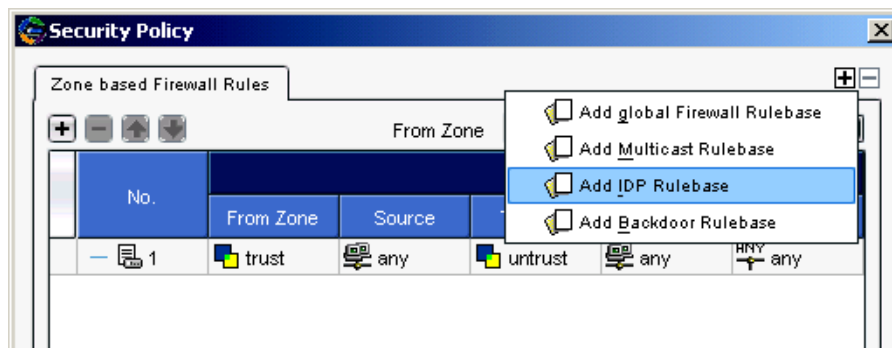 Security Policy
Zone based Firewall Rules
Add global Firewall Rulebase
From Zone
Add Multicast Rulebase
Add IDP Rulebase
No.
Add Backdoor Rulebase
From Zone Source
1 trust any untrust any ANY any